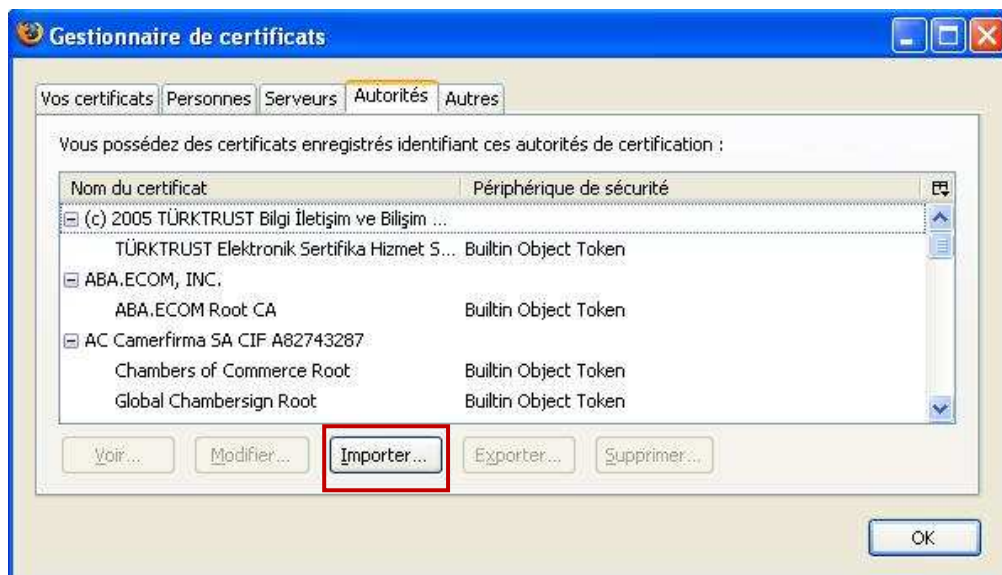 Gestionnaire de certificats
Vos certificats Personnes Serveurs Autorités Autres
Vous possédez des certificats enregistrés identifiant ces autorités de certification :
Nom du certificat Périphérique de sécurité
(c) 2005 TÜRKTRUST Bilgi İletişim ve Bilişim ...
TÜRKTRUST Elektronik Sertifika Hizmet S... Builtin Object Token
ABA.ECOM, INC.
ABA.ECOM Root CA Builtin Object Token
AC Camerfirma SA CIF A82743287
Chambers of Commerce Root Builtin Object Token
Global Chambersign Root Builtin Object Token
Voir... Modifier... Importer... Exporter... Supprimer...
OK